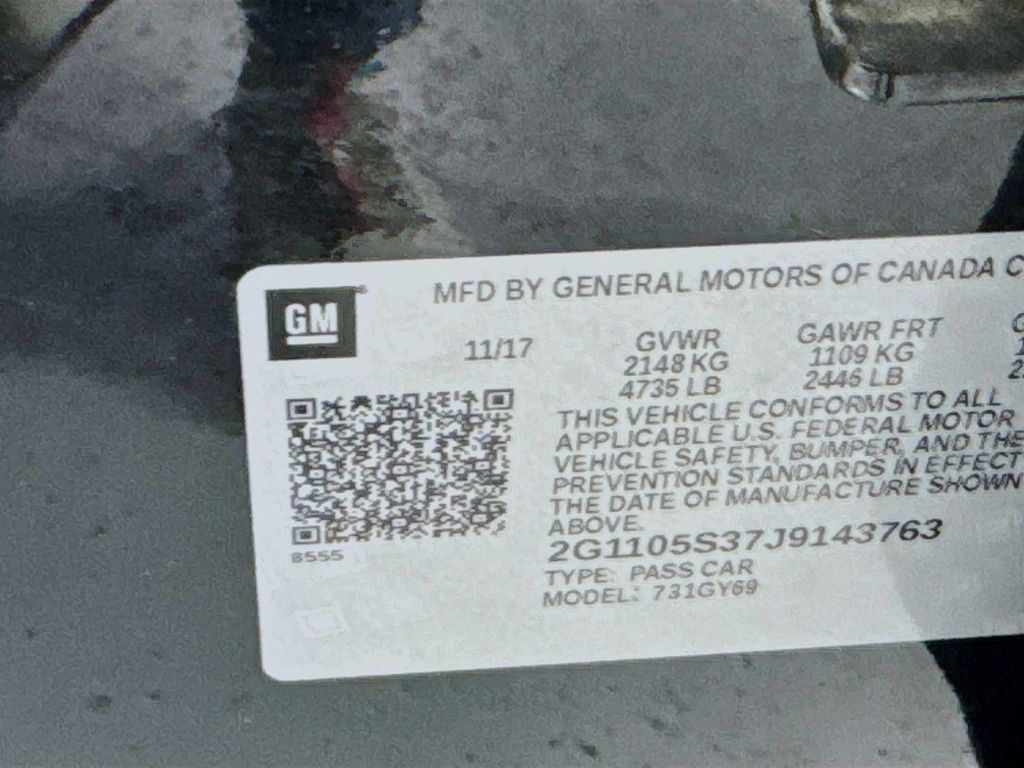 GM
MFD BY GENERAL MOTORS OF CANADA
11/17
GVWR
2148 KG
4735 LB
GAWR FRT
1109 KG
2446 LB
THIS VEHICLE CONFORMS TO ALL
APPLICABLE U.S. FEDERAL MOTOR
VEHICLE SAFETY, BUMPER, AND THE
PREVENTION STANDARDS IN EFFECT
THE DATE OF MANUFACTURE SHOWN
ABOVE.
2G1105S37J9143763
TYPE: PASS CAR
MODEL: 731GY69
8555